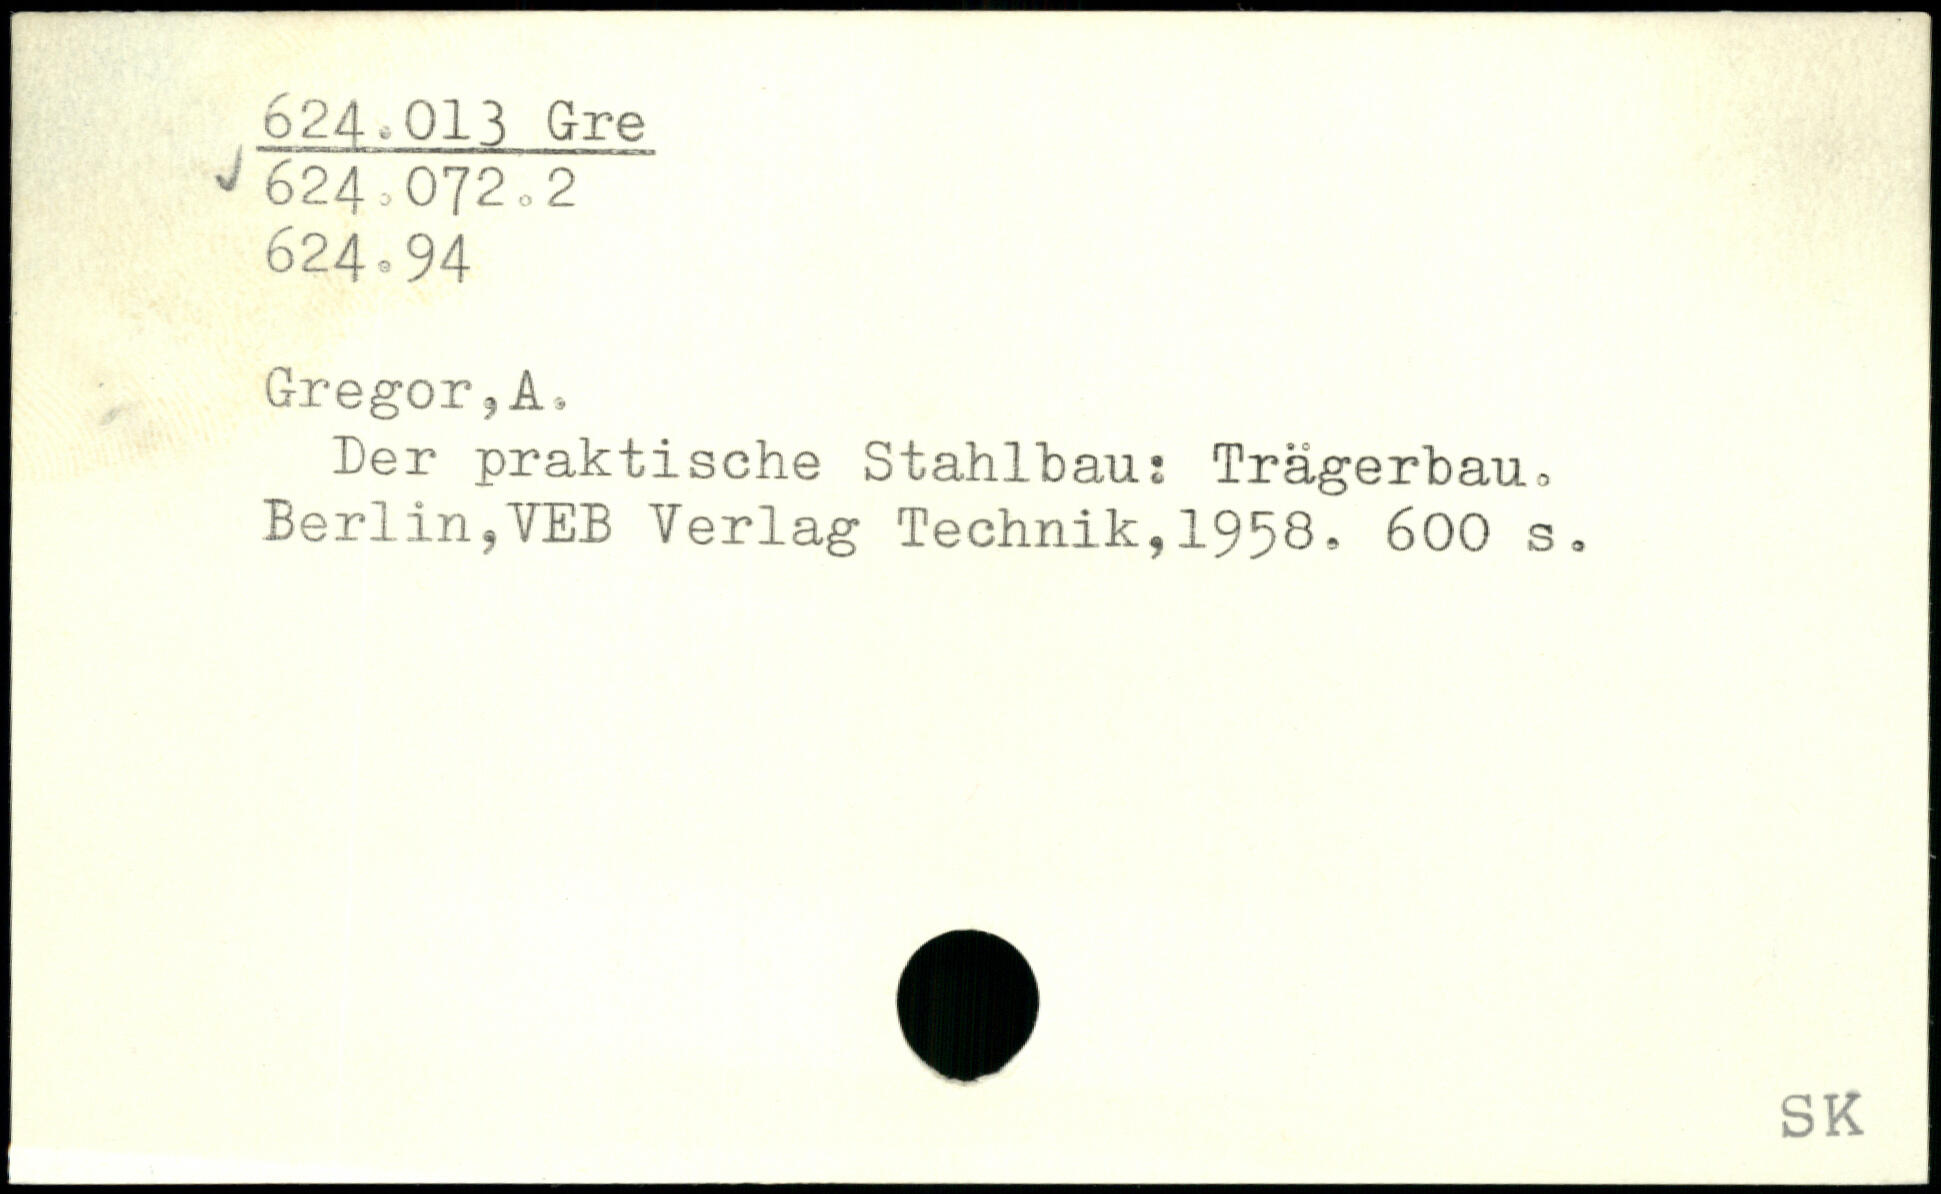 624.013 Gre
624.072.2
624.94
Gregor,A.
Der praktische Stahlbau: Trägerbau.
Berlin,VEB Verlag Technik,1958. 600 s.
SK